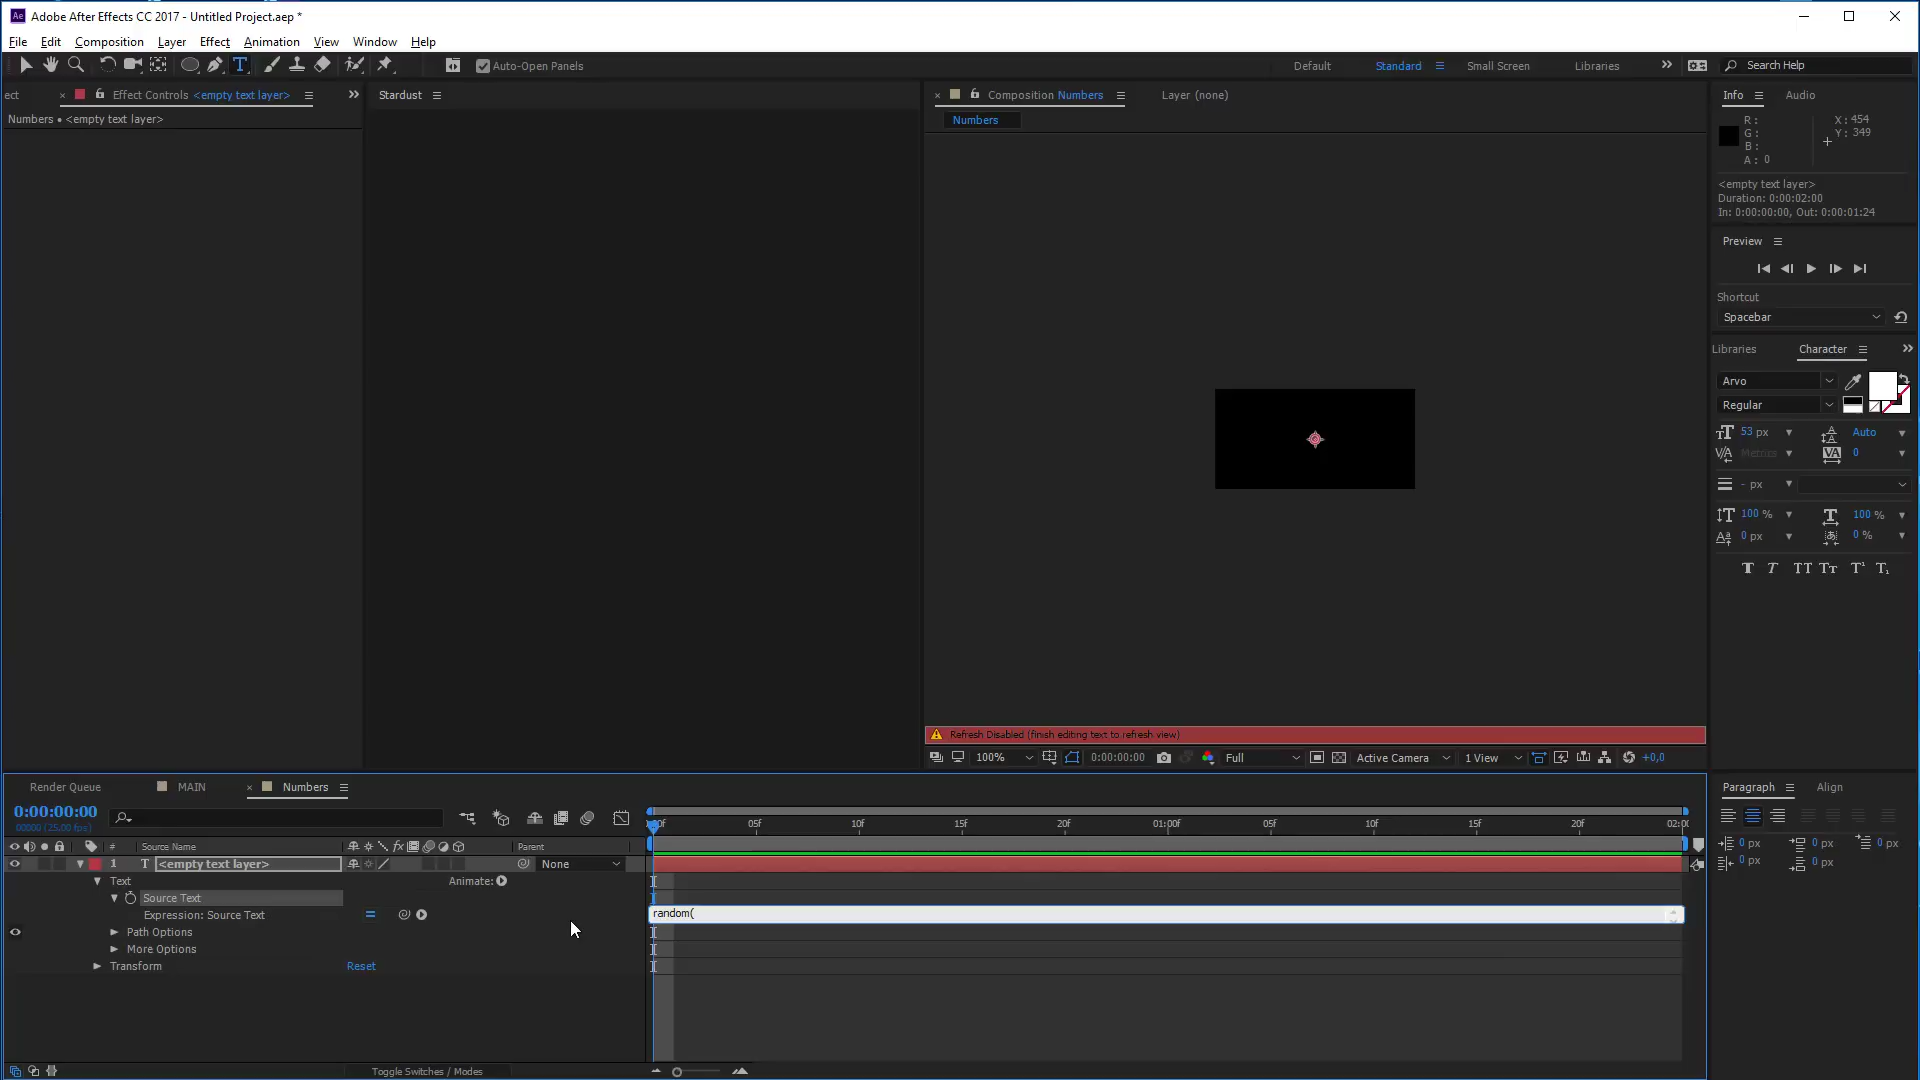 Adobe After Effects CC 2017 - Untitled Project.aep *
File Edit Composition Layer Effect Animation View Window Help
Auto-Open Panels
Default Standard Small Screen Libraries Search Help
ect Effect Controls <empty text layer>
Stardust
Composition Numbers
Layer (none)
Info Audio
Numbers • <empty text layer>
Numbers
R :
G :
B :
A : 0
X : 454
Y : 349
<empty text layer>
Duration: 0:00:02:00
In: 0:00:00:00, Out: 0:00:01:24
Preview
Shortcut
Spacebar
Libraries Character
Arvo
Regular
53 px
Auto
Metrics
0
- px
100 %
100 %
0 px
0 %
Refresh Disabled (finish editing text to refresh view)
100% 0:00:00:00 Full Active Camera 1 View +0,0
Render Queue MAIN Numbers
Paragraph Align
0:00:00:00
00000 (25.00 fps)
05f 10f 15f 20f 01:00f 05f 10f 15f 20f
# Source Name Parent
1 T <empty text layer> None
Text Animate:
Source Text
Expression: Source Text
random(
Path Options
More Options
Transform Reset
0 px 0 px 0 px
0 px 0 px
Toggle Switches / Modes